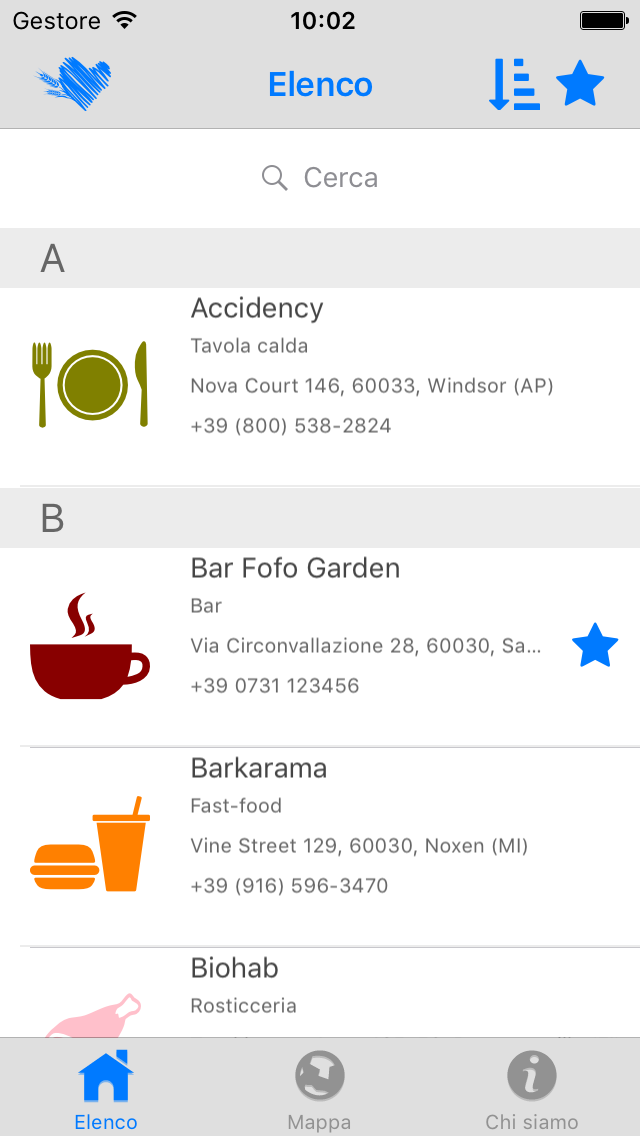 Gestore 10:02
Elenco
Cerca
A
Accidency
Tavola calda
Nova Court 146, 60033, Windsor (AP)
+39 (800) 538-2824
B
Bar Fofo Garden
Bar
Via Circonvallazione 28, 60030, Sa...
+39 0731 123456
Barkarama
Fast-food
Vine Street 129, 60030, Noxen (MI)
+39 (916) 596-3470
Biohab
Rosticceria
Elenco Mappa Chi siamo